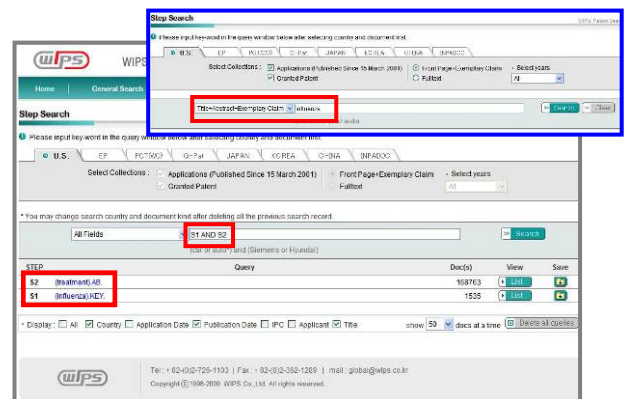 Step Search
Please input key-word in the query window below after selecting country and document first.
U.S. EP PCT(WO) G-Pat JAPAN KOREA CHINA INPADOC
Select Collections : Applications (Published Since 15 March 2001) Front Page+Exemplary Claim - Select years
Granted Patent Fulltext All
Title+Abstract+Exemplary Claim influenza Search Clear
wips WIPS
Home General Search
Step Search
Please input key-word in the query window below after selecting country and document first.
U.S. EP PCT(WO) G-Pat JAPAN KOREA CHINA INPADOC
Select Collections : Applications (Published Since 15 March 2001) Front Page+Exemplary Claim - Select years
Granted Patent Fulltext All
* You may change search country and document kind after deleting all the previous search record.
All Fields S1 AND S2 Search
(car or auto*) and (Siemens or Hyundai)
STEP Query Doc(s) View Save
S2 (treatment).AB. 168763 List
S1 (influenza).KEY. 1535 List
* Display: All Country Application Date Publication Date IPC Applicant Title show 50 docs at a time Delete all queries
wips
Tel : + 82-(0)2-726-1103 | Fax : + 82-(0)2-362-1289 | mail : global@wips.co.kr
Copyright ⓒ 1998-2009 WIPS Co.,Ltd. All rights reserved.